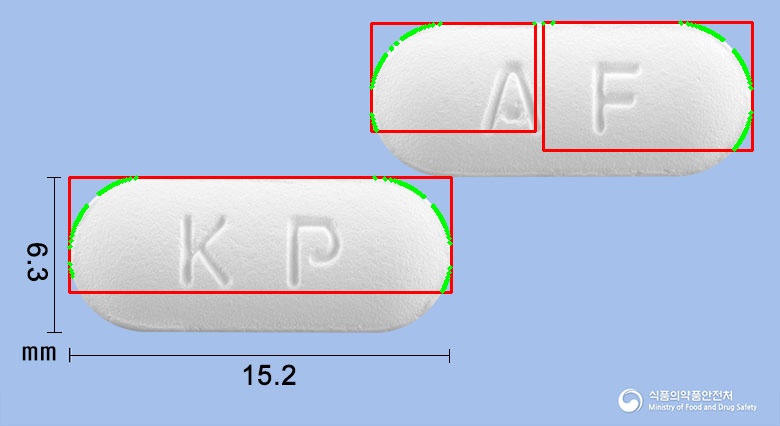 A F
K P
6.3
mm
15.2
식품의약품안전처
Ministry of Food and Drug Safety